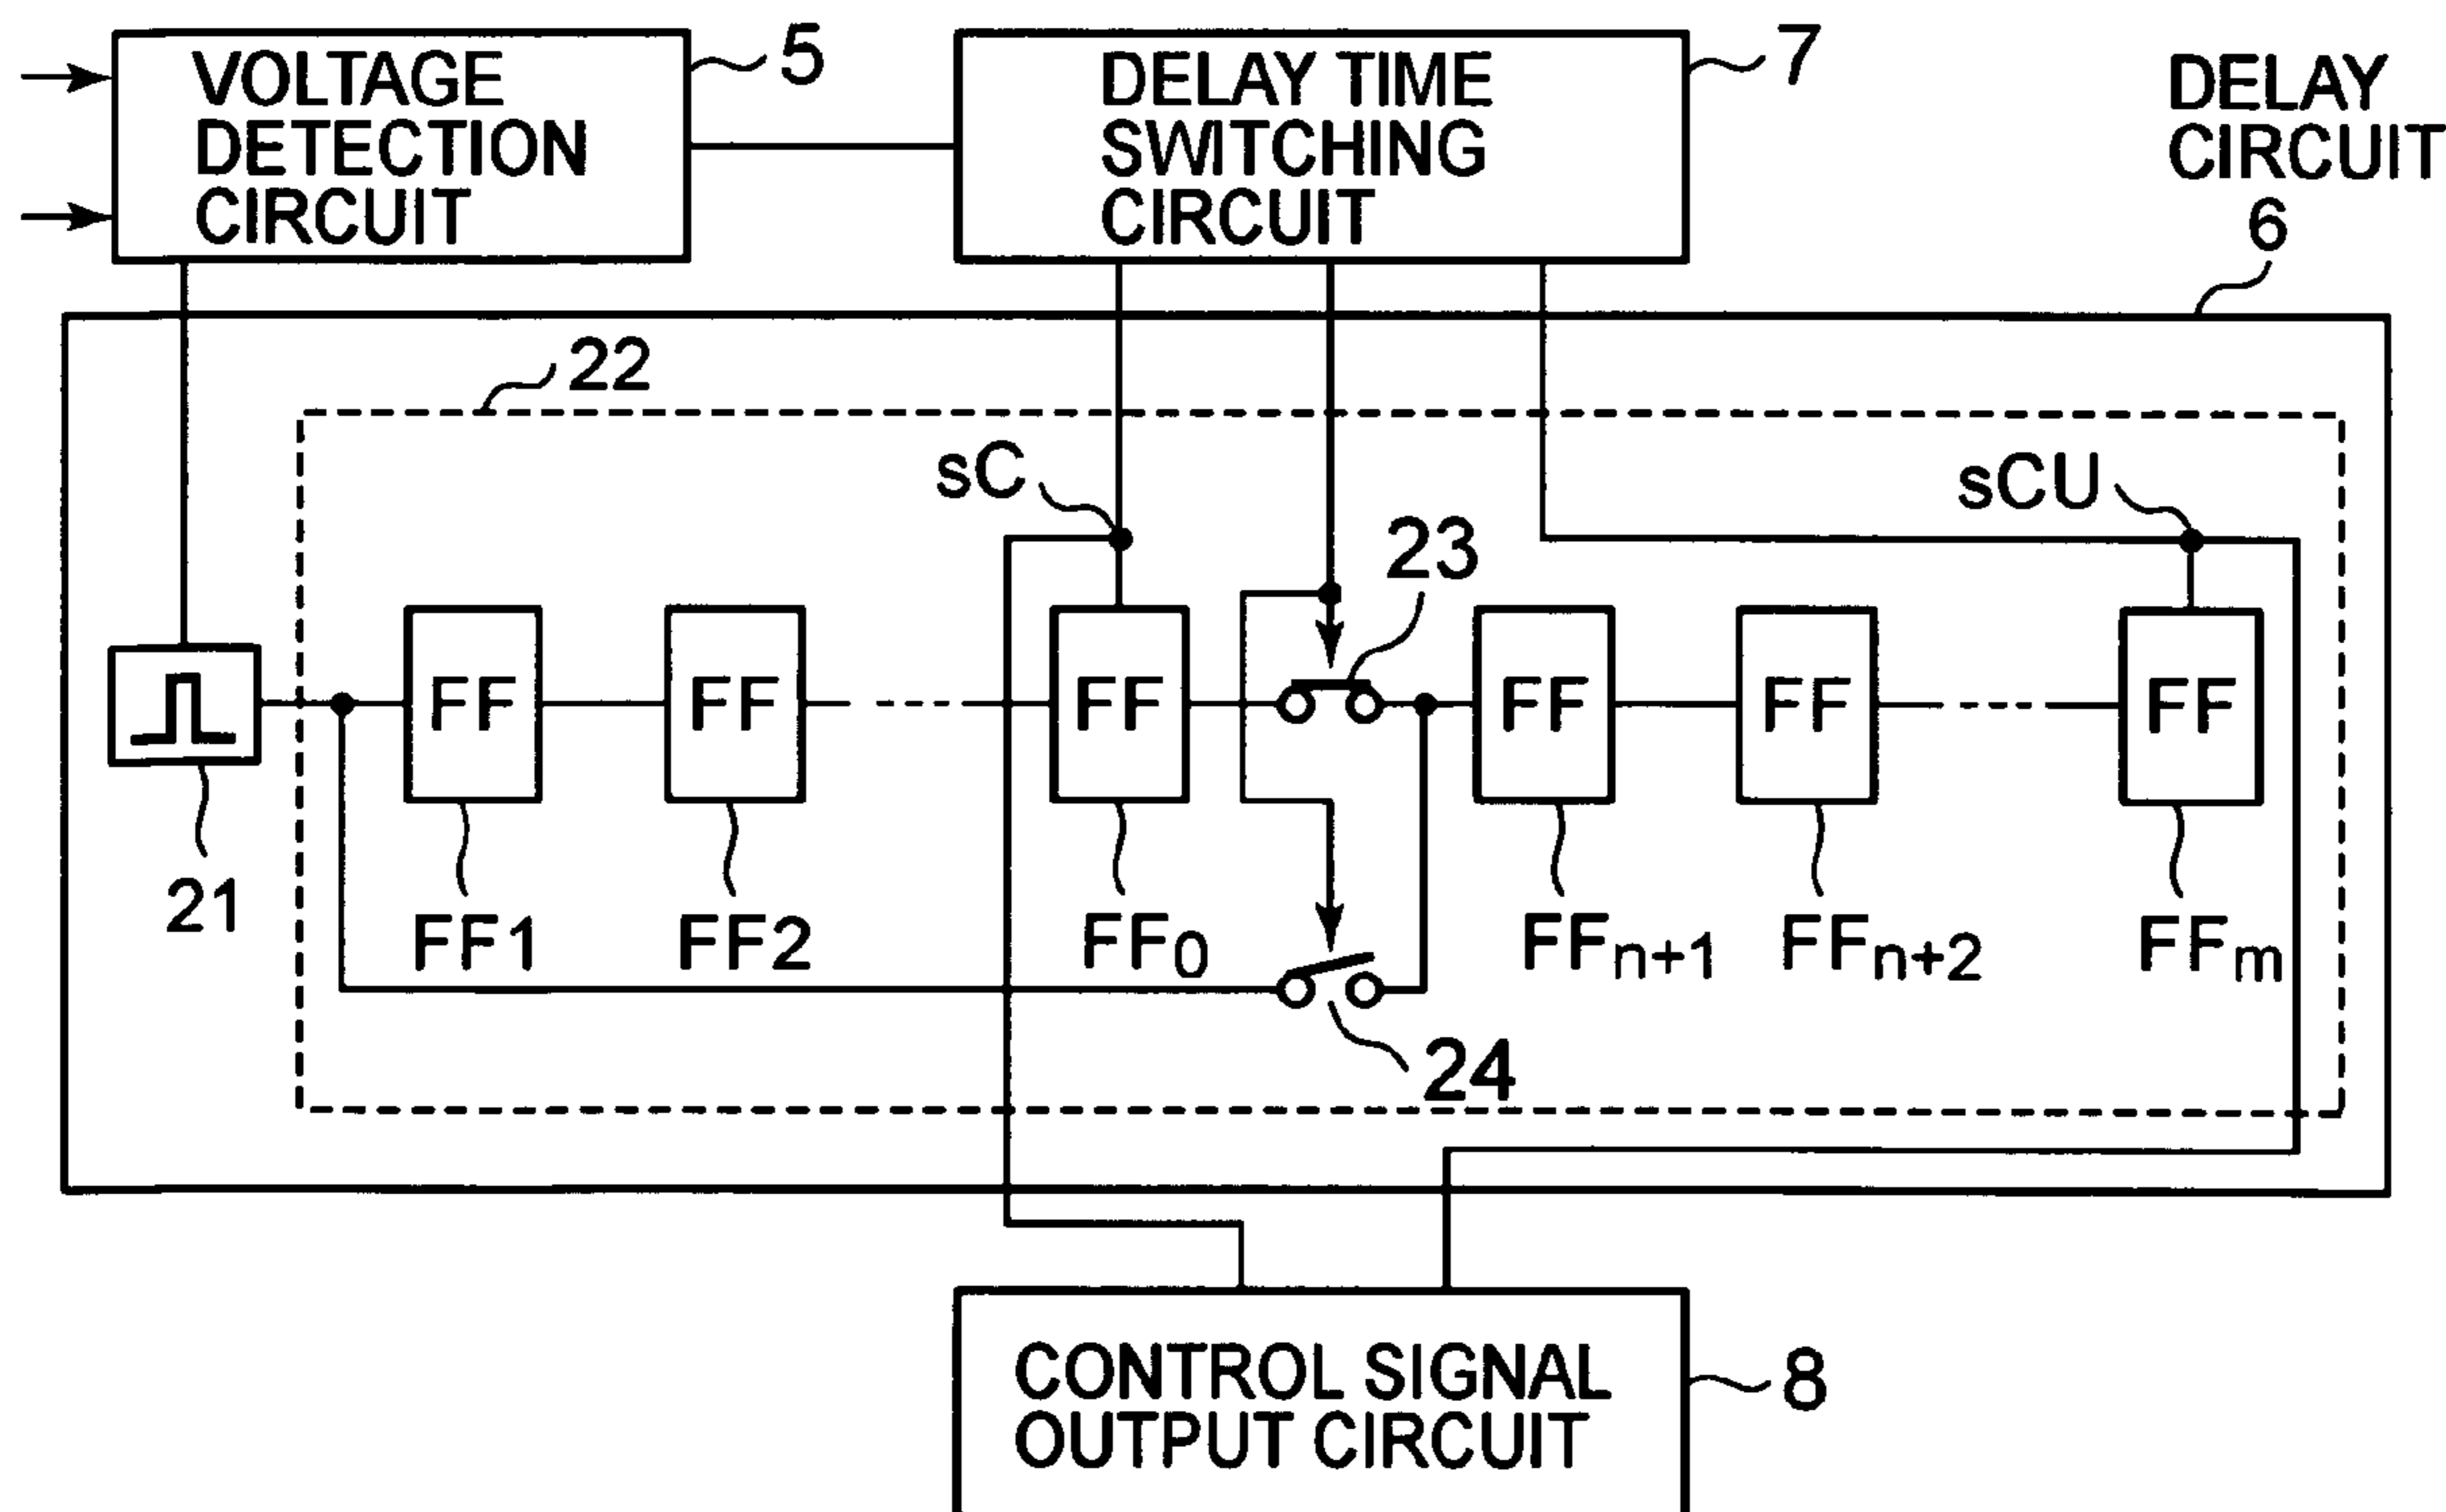 VOLTAGE
DETECTION
CIRCUIT
5
DELAY TIME
SWITCHING
CIRCUIT
7
DELAY
CIRCUIT
6
22
sC
sCU
23
FF
FF
FF
FF
FF
FF
21
FF1
FF2
FF0
FFn+1
FFn+2
FFm
24
CONTROL SIGNAL
OUTPUT CIRCUIT
8